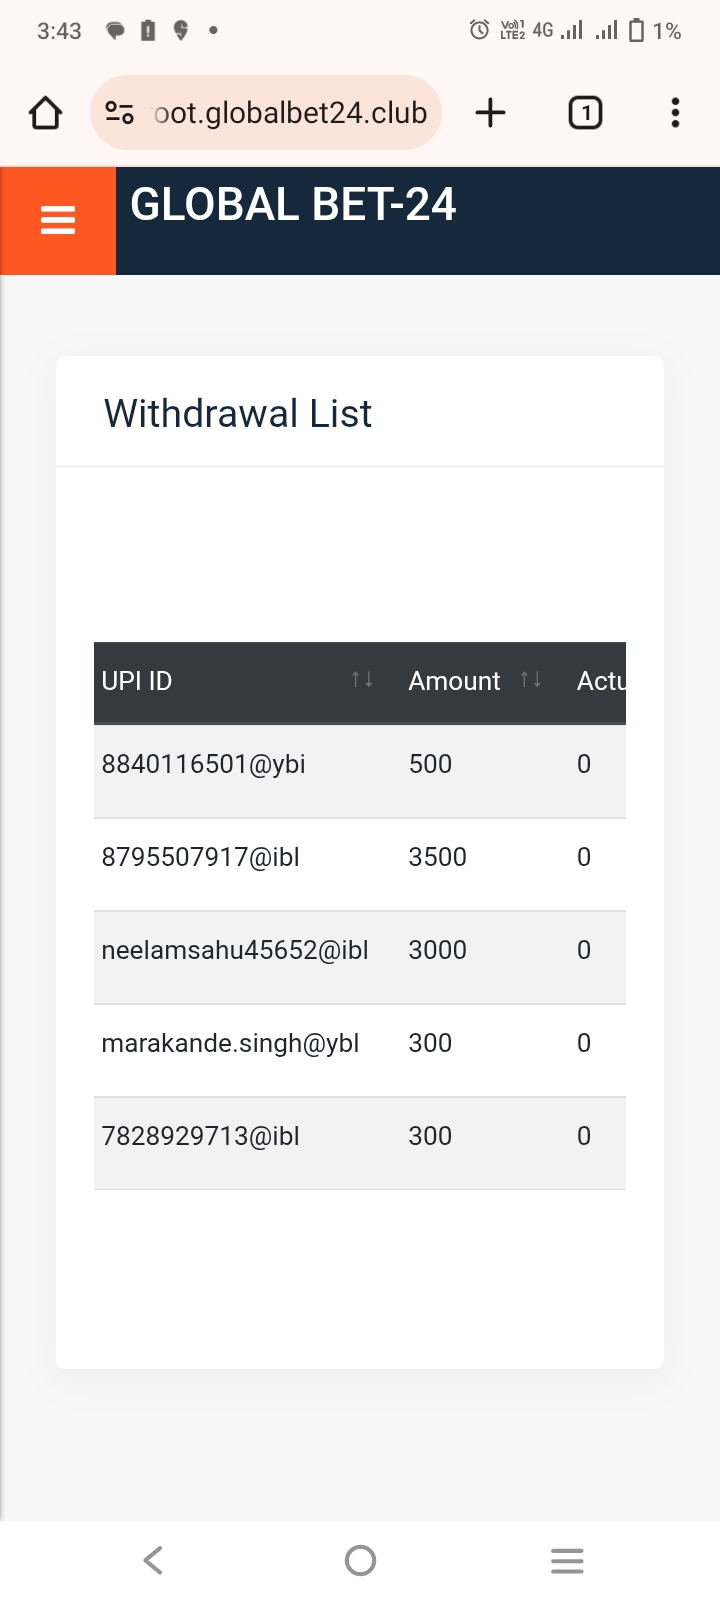 3:43 Vo)) 1 LTE2 4G 1%
oot.globalbet24.club 1
GLOBAL BET-24
Withdrawal List
UPI ID ↑↓ Amount ↑↓ Actu
8840116501@ybi 500 0
8795507917@ibl 3500 0
neelamsahu45652@ibl 3000 0
marakande.singh@ybl 300 0
7828929713@ibl 300 0